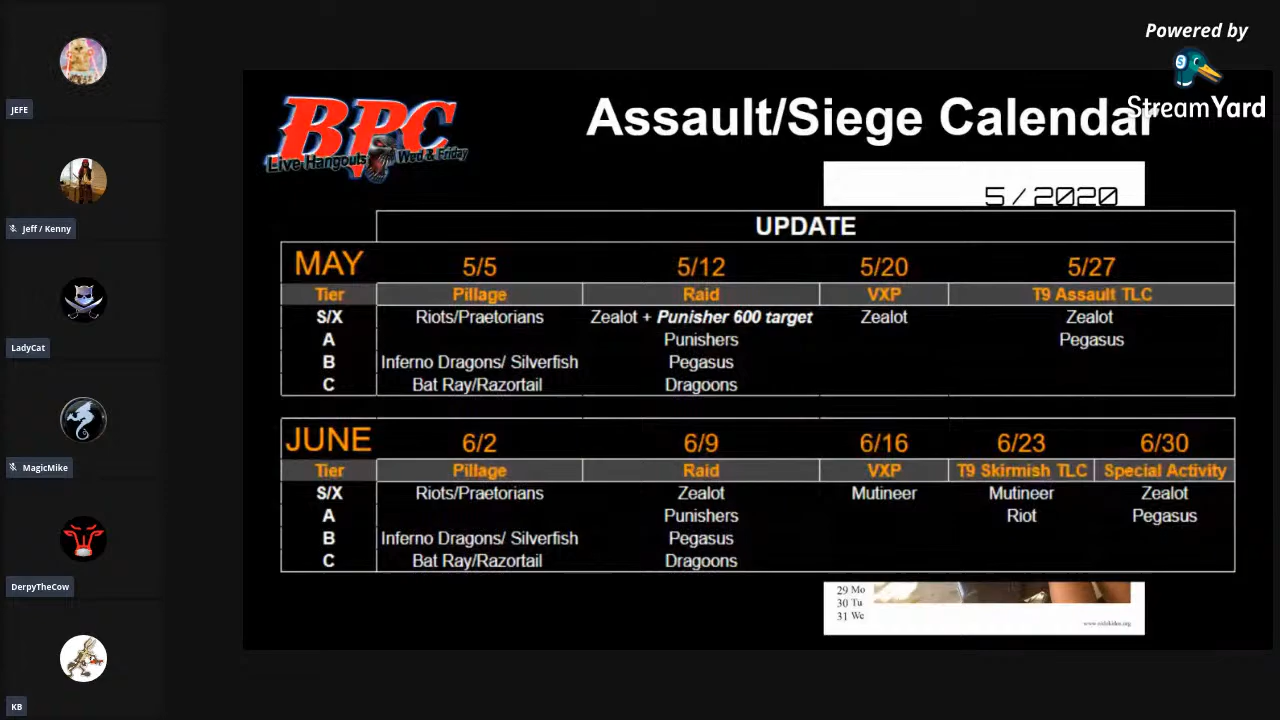 Powered by
StreamYard
JEFE
Jeff / Kenny
LadyCat
MagicMike
DerpyTheCow
KB
BPC
Live Hangouts Wed & Friday
Assault/Siege Calendar
5/2020
UPDATE
MAY 5/5 5/12 5/20 5/27
Tier Pillage Raid VXP T9 Assault TLC
S/X Riots/Praetorians Zealot + Punisher 600 target Zealot Zealot
A Punishers Pegasus
B Inferno Dragons/ Silverfish Pegasus
C Bat Ray/Razortail Dragoons
JUNE 6/2 6/9 6/16 6/23 6/30
Tier Pillage Raid VXP T9 Skirmish TLC Special Activity
S/X Riots/Praetorians Zealot Mutineer Mutineer Zealot
A Punishers Riot Pegasus
B Inferno Dragons/ Silverfish Pegasus
C Bat Ray/Razortail Dragoons
29 Mo
30 Tu
31 We